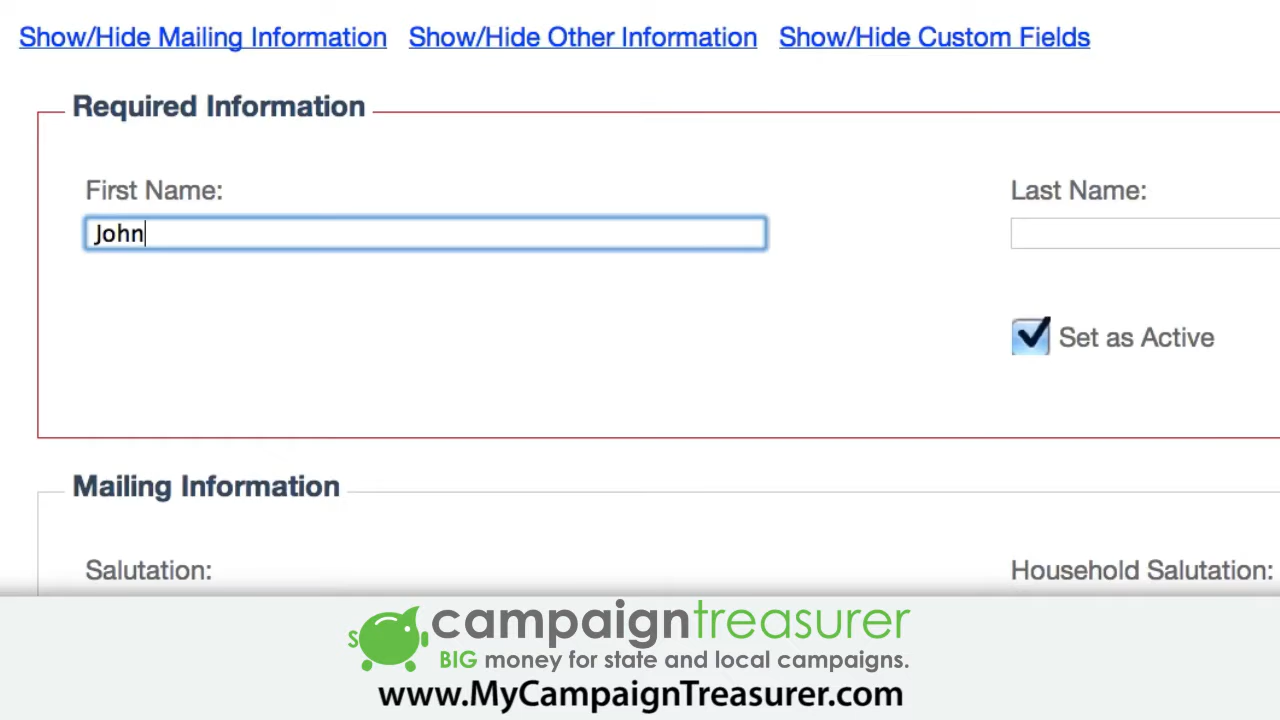 Show/Hide Mailing Information Show/Hide Other Information Show/Hide Custom Fields
Required Information
First Name: Last Name:
John
Set as Active
Mailing Information
Salutation: Household Salutation:
campaigntreasurer
BIG money for state and local campaigns.
www.MyCampaignTreasurer.com